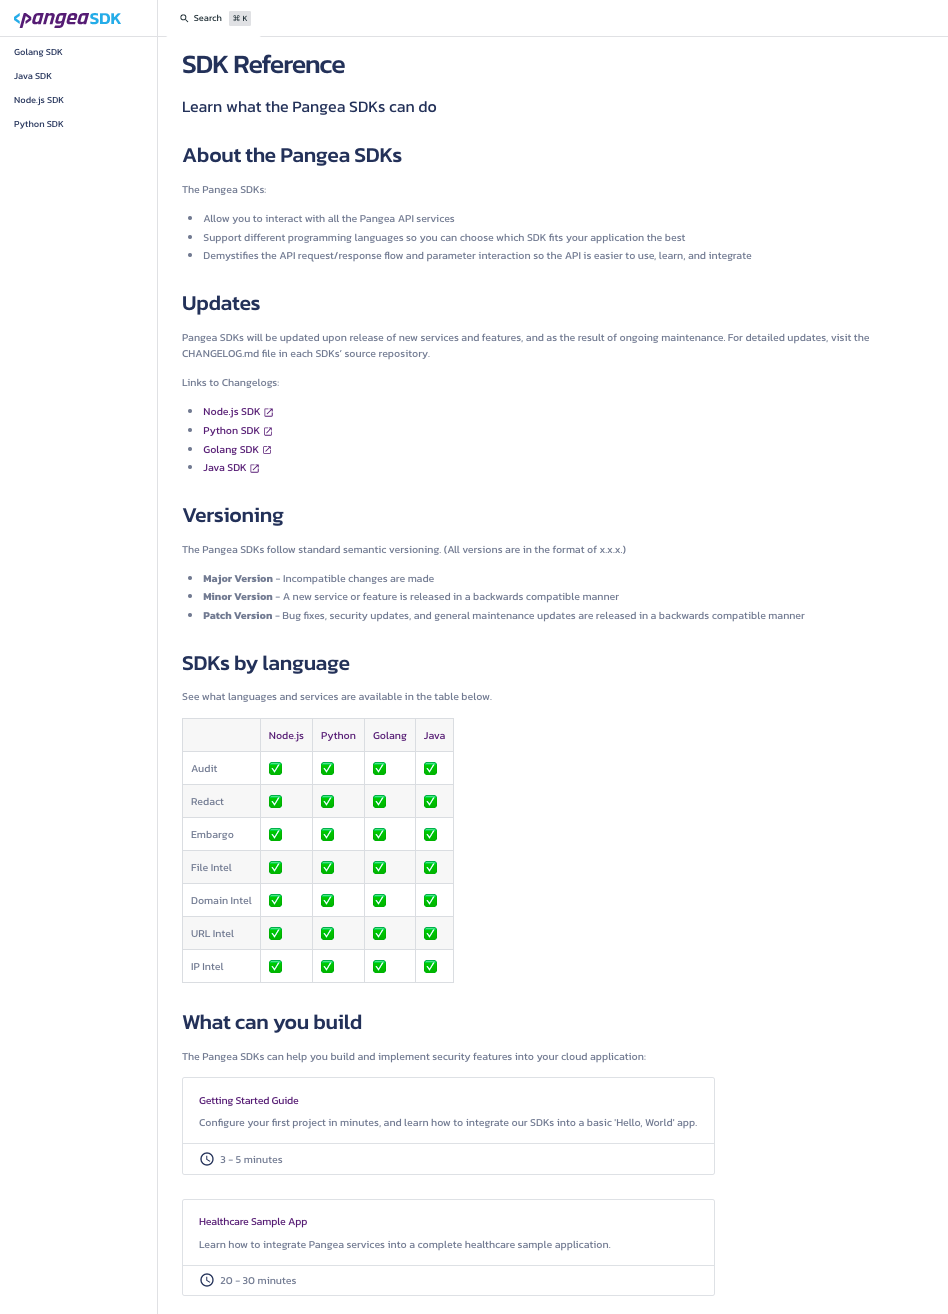 pangeaSDK
Search ⌘ K
Golang SDK
Java SDK
Node.js SDK
Python SDK
SDK Reference
Learn what the Pangea SDKs can do
About the Pangea SDKs
The Pangea SDKs:
Allow you to interact with all the Pangea API services
Support different programming languages so you can choose which SDK fits your application the best
Demystifies the API request/response flow and parameter interaction so the API is easier to use, learn, and integrate
Updates
Pangea SDKs will be updated upon release of new services and features, and as the result of ongoing maintenance. For detailed updates, visit the
CHANGELOG.md file in each SDKs' source repository.
Links to Changelogs:
Node.js SDK
Python SDK
Golang SDK
Java SDK
Versioning
The Pangea SDKs follow standard semantic versioning. (All versions are in the format of x.x.x.)
Major Version - Incompatible changes are made
Minor Version - A new service or feature is released in a backwards compatible manner
Patch Version - Bug fixes, security updates, and general maintenance updates are released in a backwards compatible manner
SDKs by language
See what languages and services are available in the table below.
Node.js Python Golang Java
Audit ✅ ✅ ✅ ✅
Redact ✅ ✅ ✅ ✅
Embargo ✅ ✅ ✅ ✅
File Intel ✅ ✅ ✅ ✅
Domain Intel ✅ ✅ ✅ ✅
URL Intel ✅ ✅ ✅ ✅
IP Intel ✅ ✅ ✅ ✅
What can you build
The Pangea SDKs can help you build and implement security features into your cloud application:
Getting Started Guide
Configure your first project in minutes, and learn how to integrate our SDKs into a basic 'Hello, World' app.
3 - 5 minutes
Healthcare Sample App
Learn how to integrate Pangea services into a complete healthcare sample application.
20 - 30 minutes